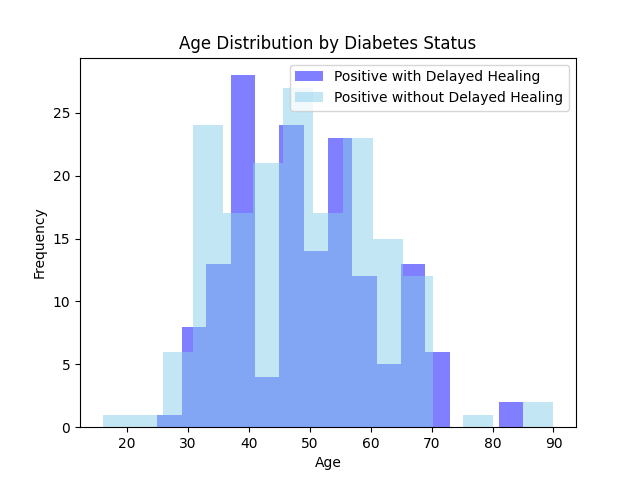 Age Distribution by Diabetes Status
Positive with Delayed Healing
Positive without Delayed Healing
25
20
15
10
5
0
Frequency
20 30 40 50 60 70 80 90
Age